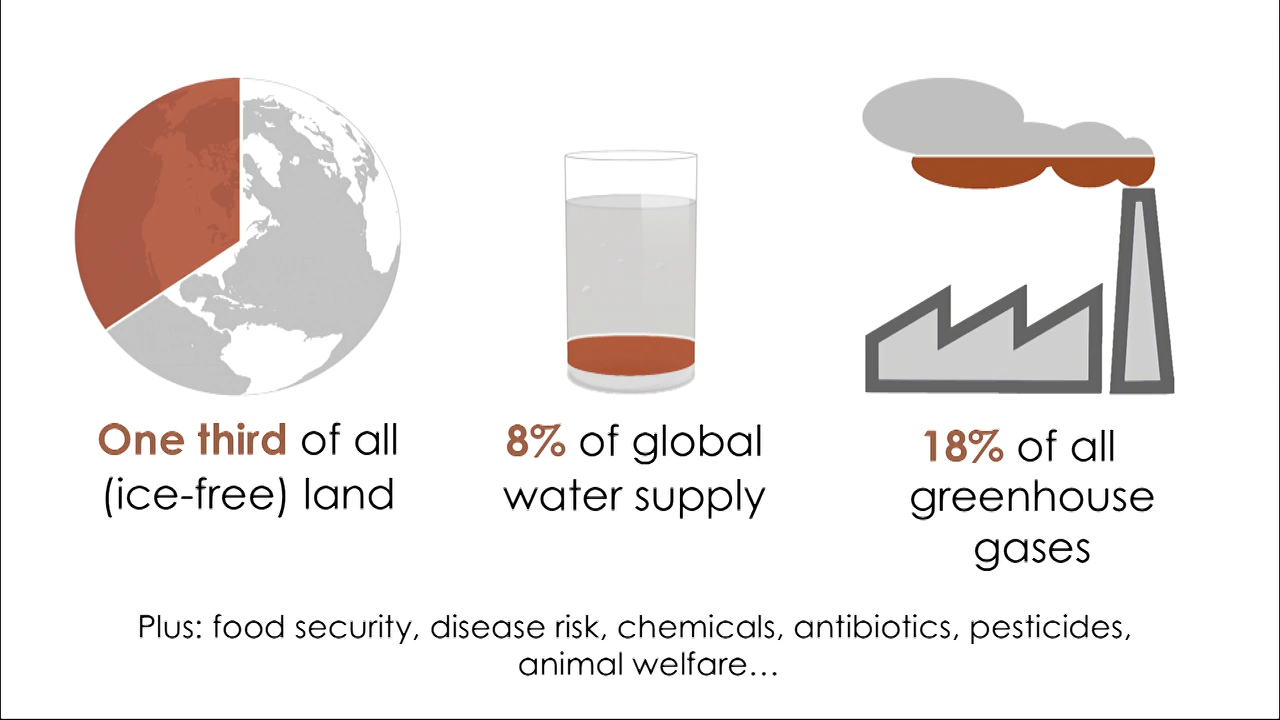 One third of all
(ice-free) land
8% of global
water supply
18% of all
greenhouse
gases
Plus: food security, disease risk, chemicals, antibiotics, pesticides,
animal welfare...